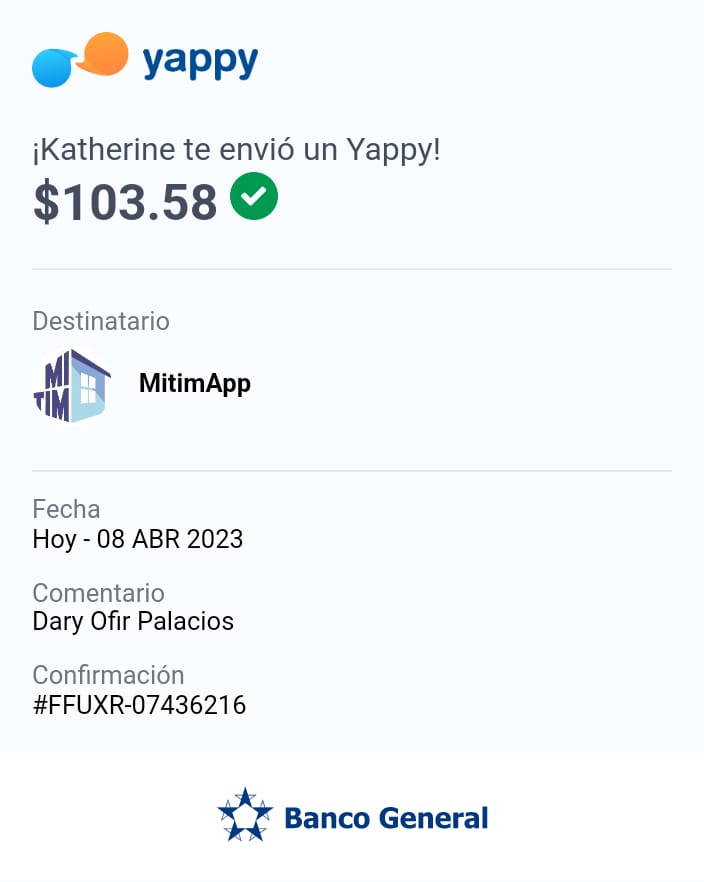 yappy
¡Katherine te envió un Yappy!
$103.58
Destinatario
MI
TIM
MitimApp
Fecha
Hoy - 08 ABR 2023
Comentario
Dary Ofir Palacios
Confirmación
#FFUXR-07436216
Banco General